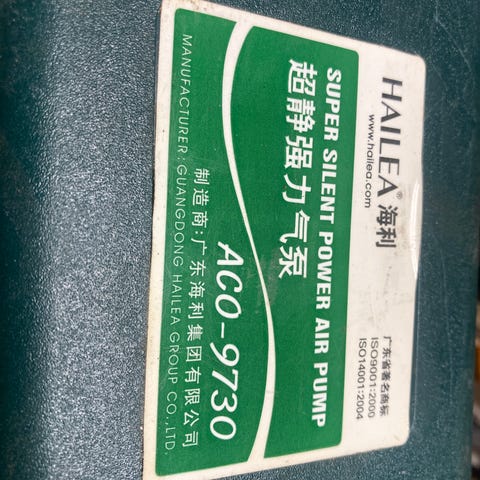 HAILEA® 海利
www.hailea.com
广东省著名商标
ISO9001:2000
ISO14001:2004
SUPER SILENT POWER AIR PUMP
超静强力气泵
ACO-9730
制造商:广东海利集团有限公司
MANUFACTURER:GUANGDONG HAILEA GROUP CO.,LTD.